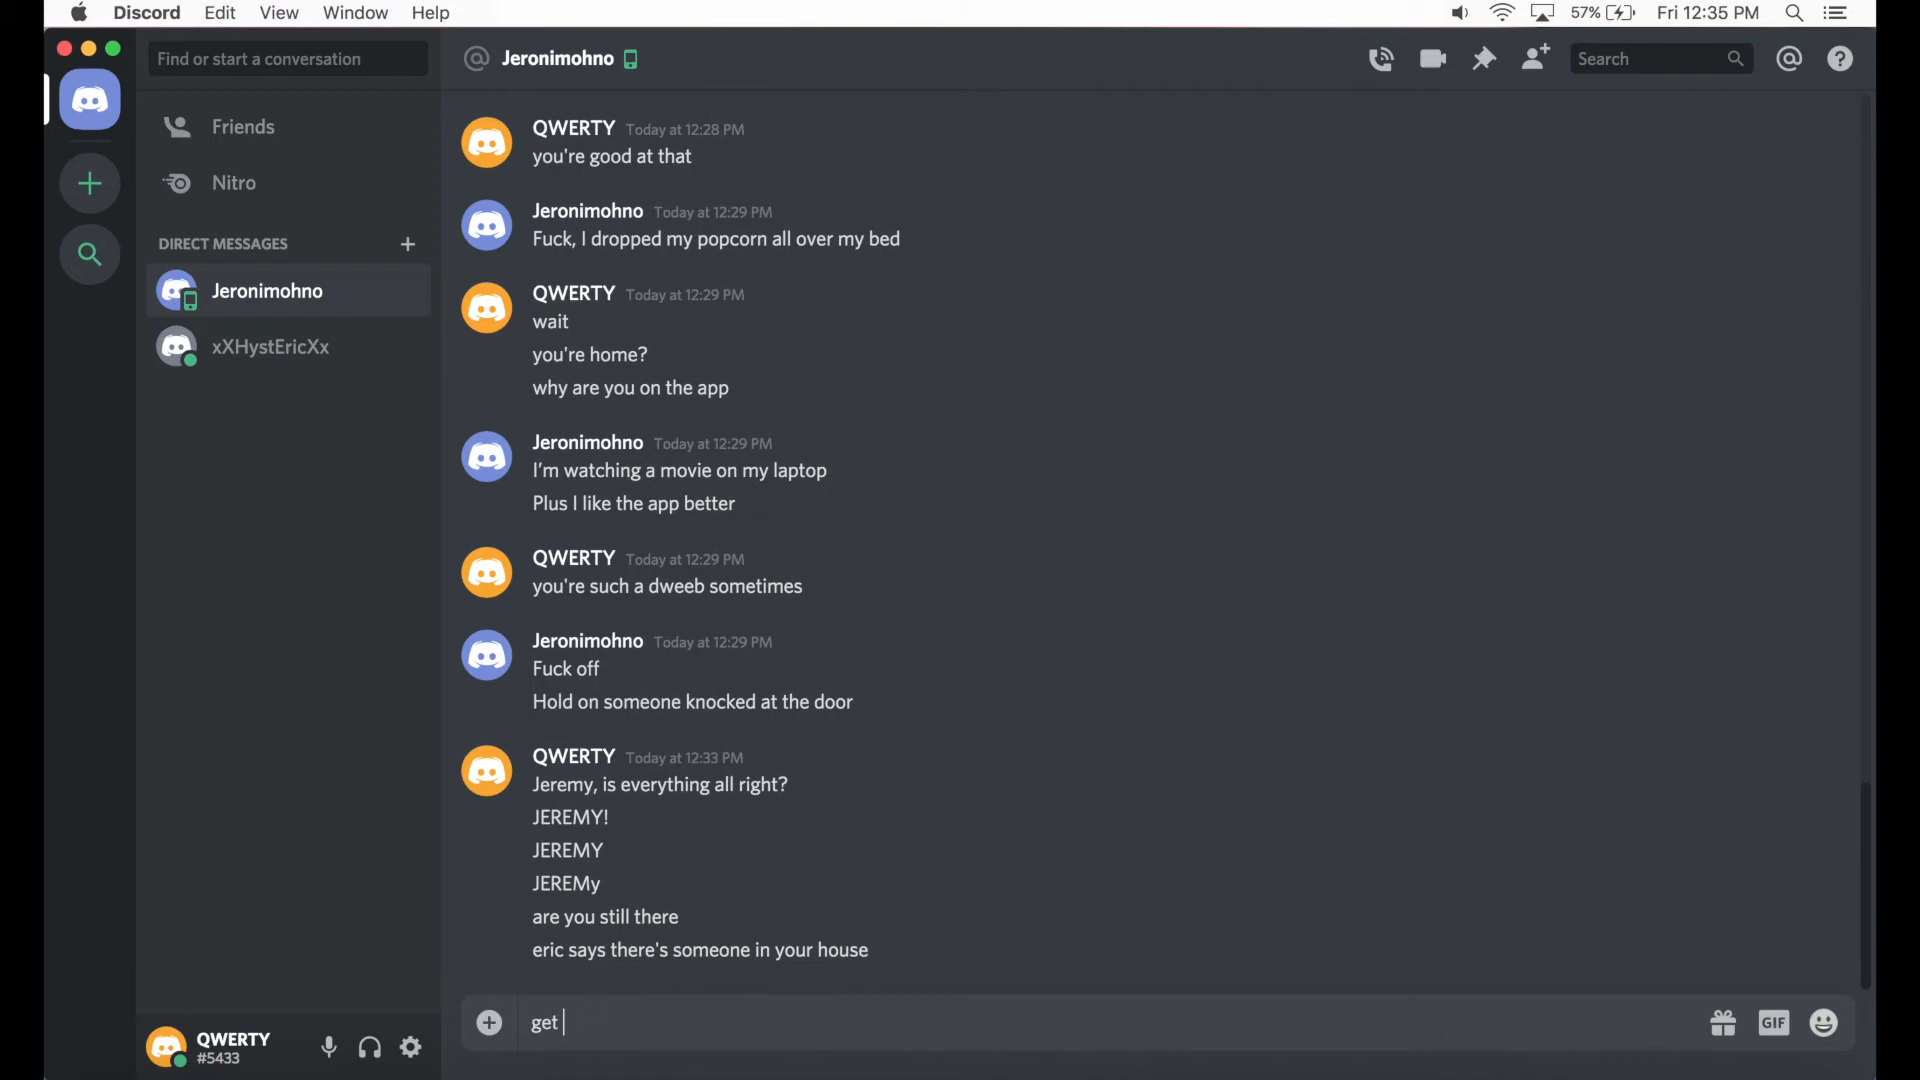 Discord Edit View Window Help 57% Fri 12:35 PM
Find or start a conversation
Friends
Nitro
DIRECT MESSAGES
Jeronimohno
xXHystEricXx
QWERTY
#5433
Jeronimohno
Search
QWERTY Today at 12:28 PM
you're good at that
Jeronimohno Today at 12:29 PM
Fuck, I dropped my popcorn all over my bed
QWERTY Today at 12:29 PM
wait
you're home?
why are you on the app
Jeronimohno Today at 12:29 PM
I’m watching a movie on my laptop
Plus I like the app better
QWERTY Today at 12:29 PM
you're such a dweeb sometimes
Jeronimohno Today at 12:29 PM
Fuck off
Hold on someone knocked at the door
QWERTY Today at 12:33 PM
Jeremy, is everything all right?
JEREMY!
JEREMY
JEREMy
are you still there
eric says there's someone in your house
get
GIF